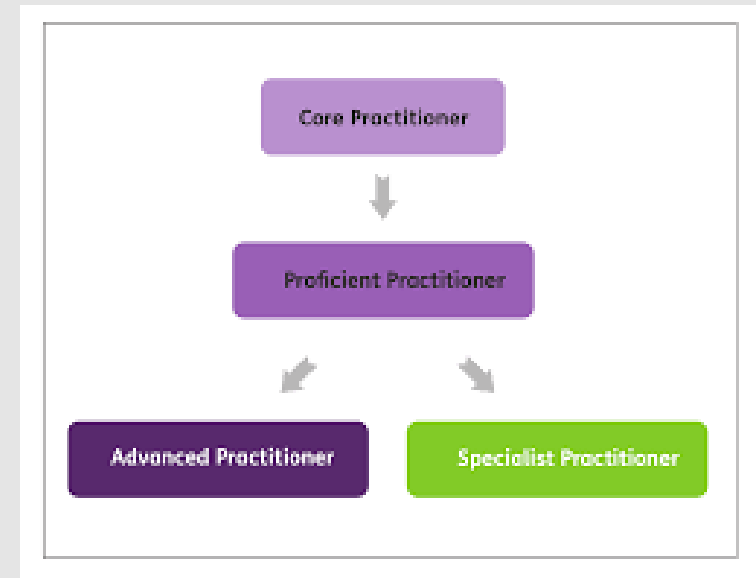 Core Practitioner
Proficient Practitioner
Advanced Practitioner
Specialist Practitioner